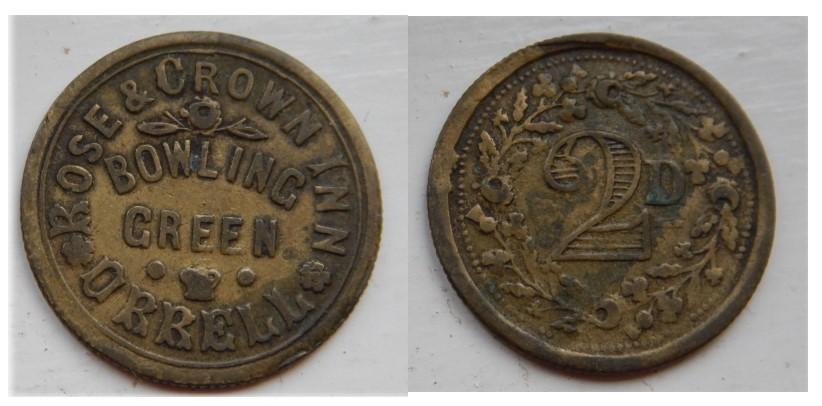 ROSE & CROWN INN
BOWLING
GREEN
ORRELL
2D